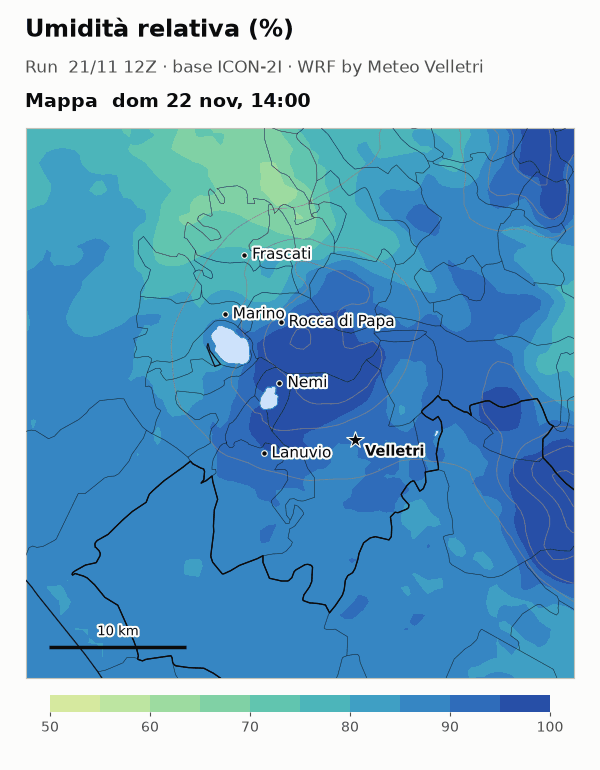 Umidità relativa (%)
Run  21/11 12Z · base ICON-2I · WRF by Meteo Velletri
Mappa  dom 22 nov, 14:00
Frascati
Marino
Rocca di Papa
Nemi
Velletri
Lanuvio
10 km
50 60 70 80 90 100